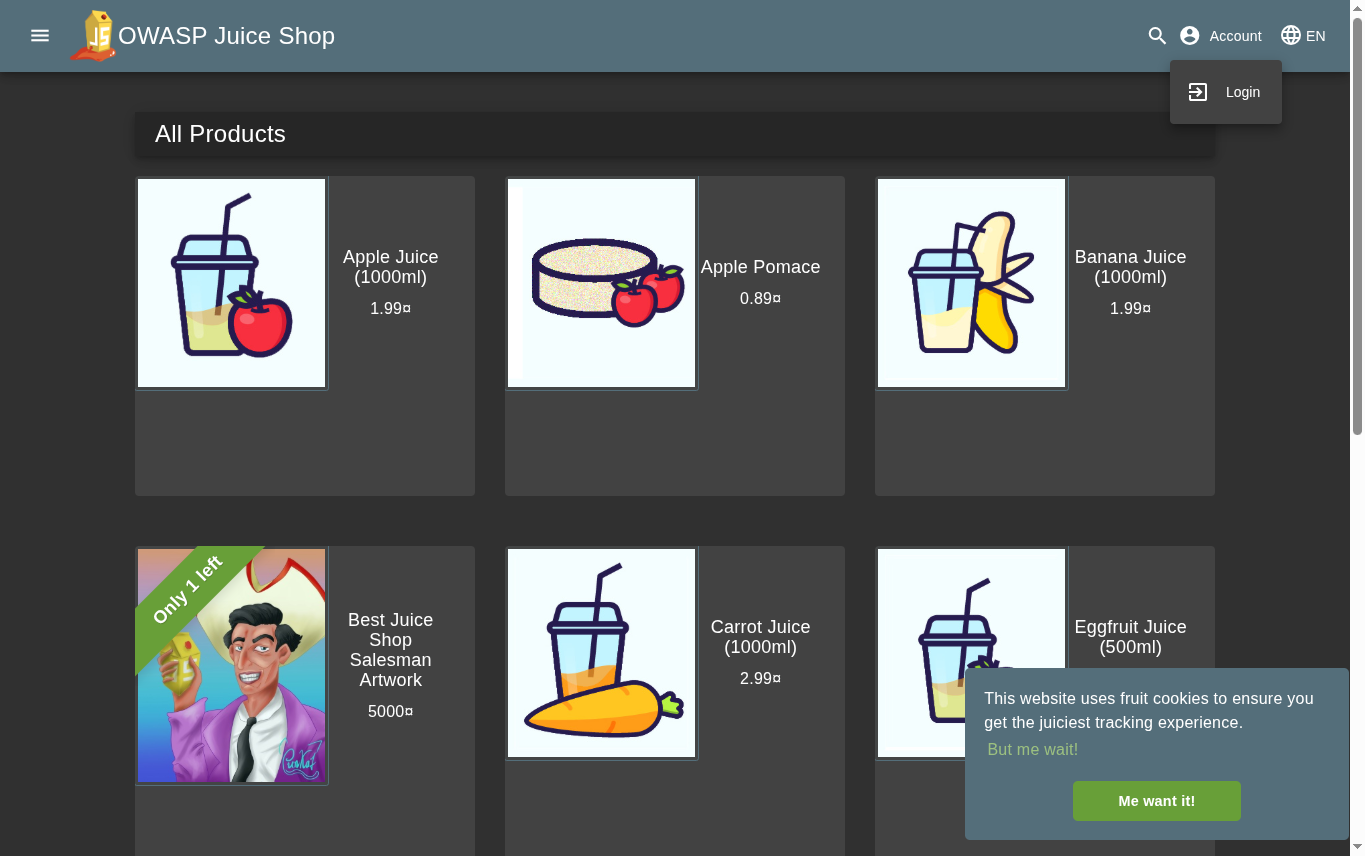 OWASP Juice Shop
Account
EN
Login
All Products
Apple Juice
(1000ml)
1.99¤
Apple Pomace
0.89¤
Banana Juice
(1000ml)
1.99¤
Only 1 left
Best Juice
Shop
Salesman
Artwork
5000¤
Carrot Juice
(1000ml)
2.99¤
Eggfruit Juice
(500ml)
This website uses fruit cookies to ensure you
get the juiciest tracking experience.
But me wait!
Me want it!